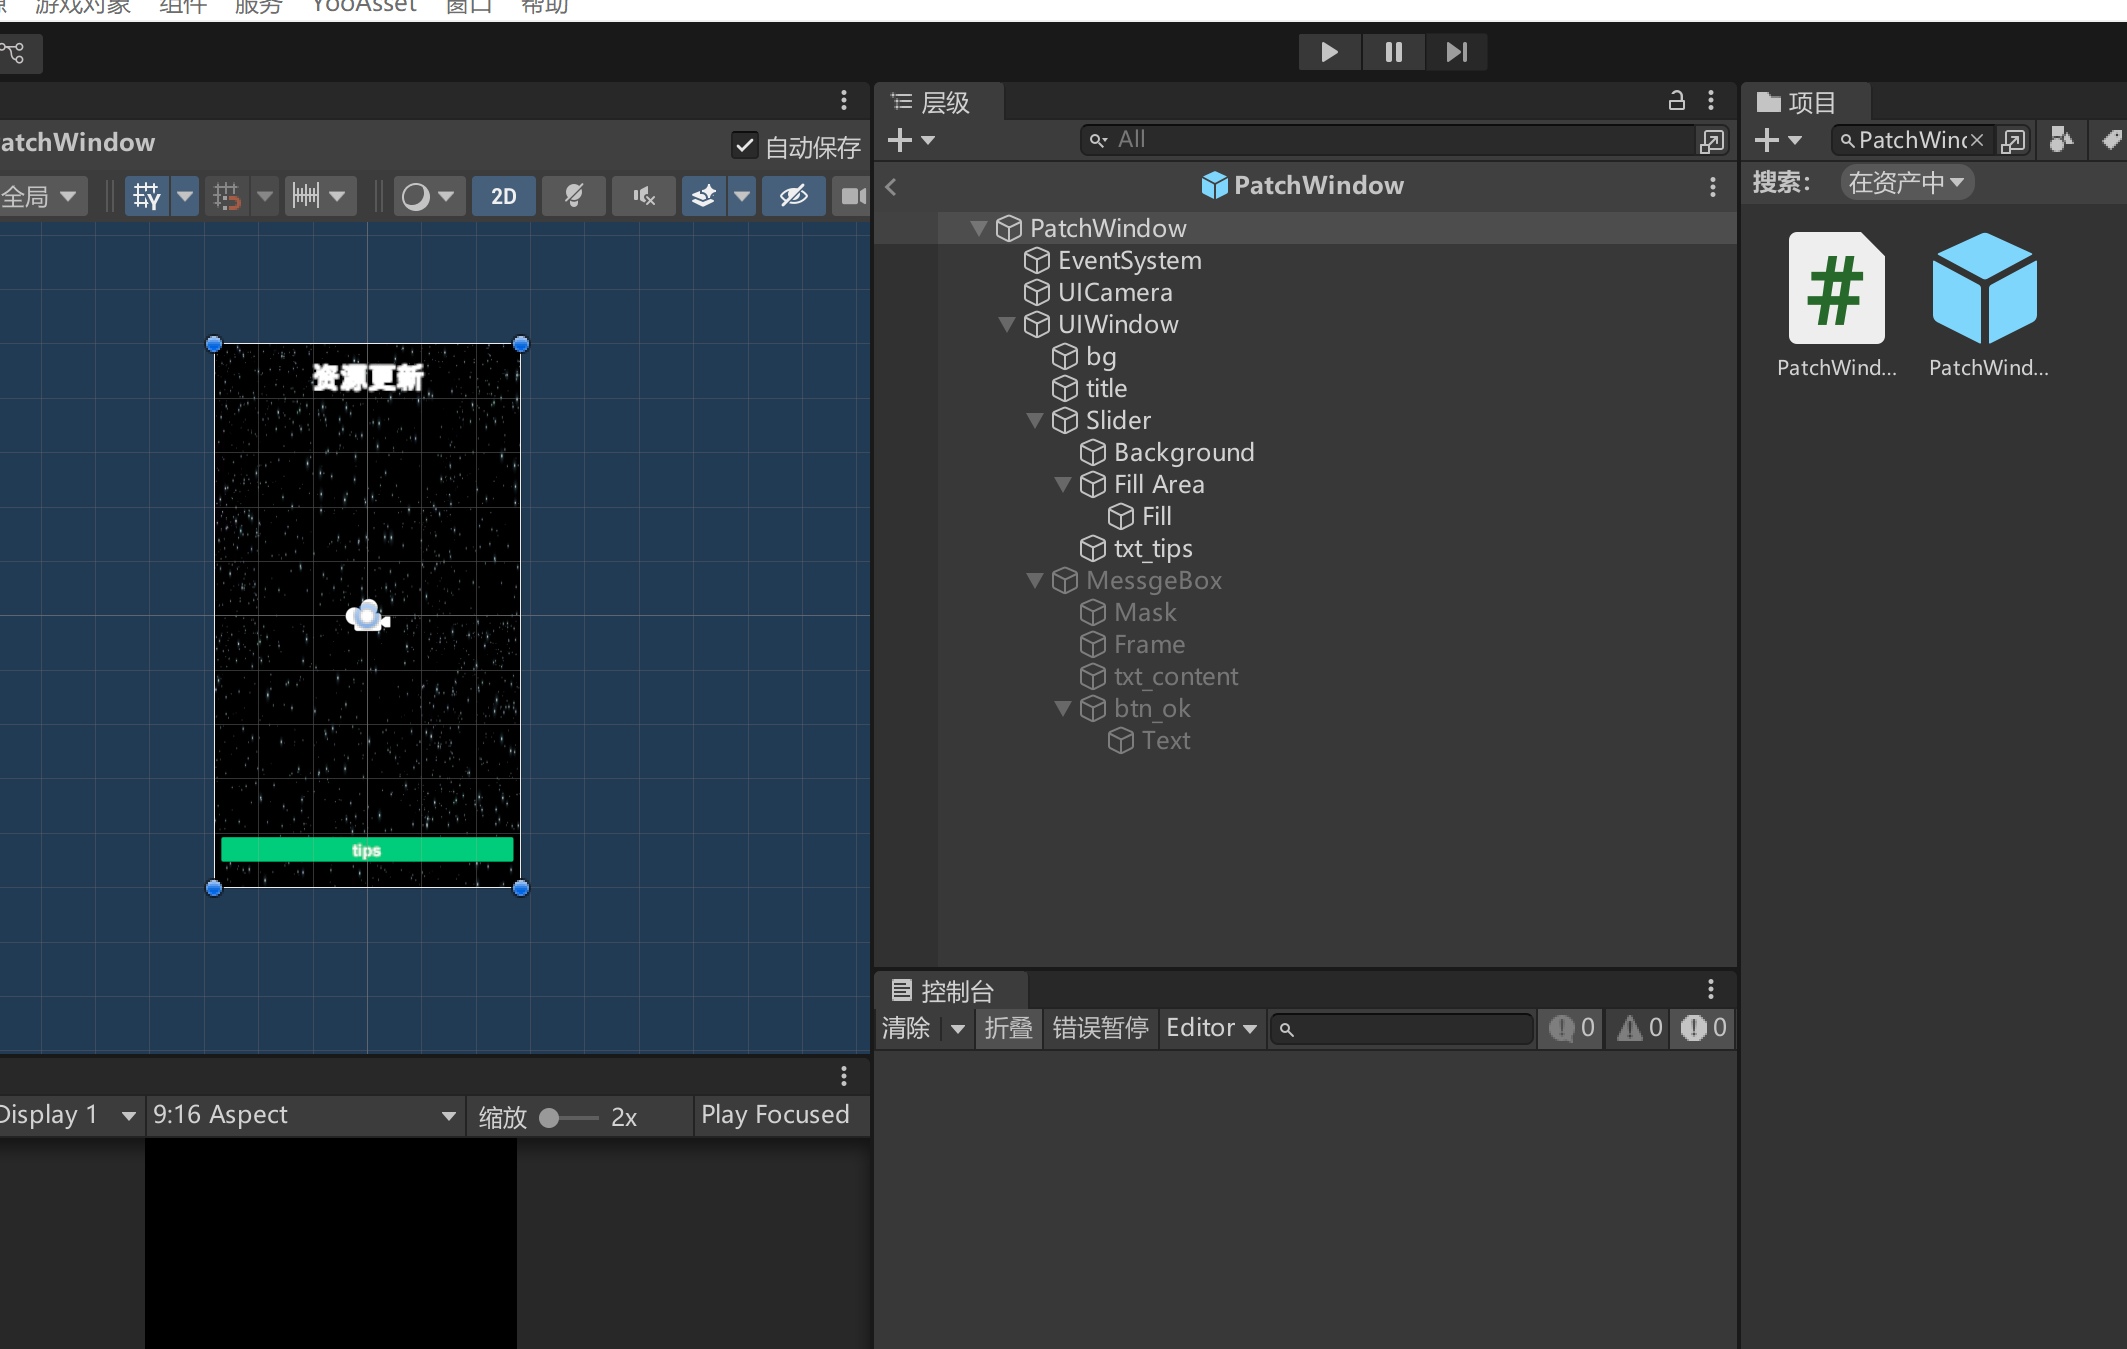 游戏对象 组件 服务 YooAsset 窗口 帮助
atchWindow
自动保存
全局
2D
资源更新
tips
Display 1
9:16 Aspect
缩放
2x
Play Focused
层级
All
PatchWindow
PatchWindow
EventSystem
UICamera
UIWindow
bg
title
Slider
Background
Fill Area
Fill
txt_tips
MessgeBox
Mask
Frame
txt_content
btn_ok
Text
控制台
清除
折叠
错误暂停
Editor
0
0
0
项目
PatchWind
搜索：
在资产中
PatchWind...
PatchWind...